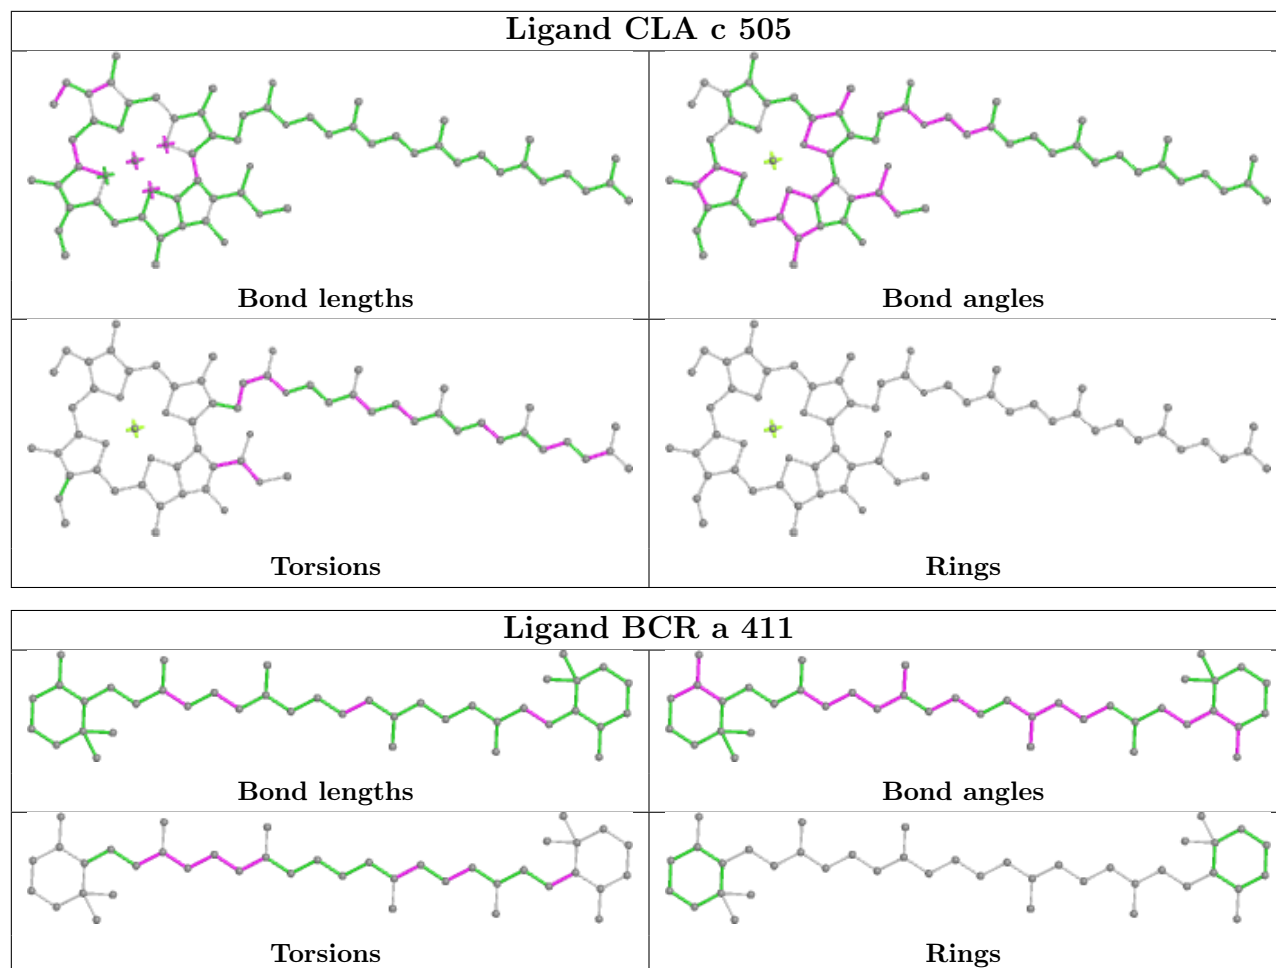 Ligand CLA c 505
Bond lengths
Bond angles
Torsions
Rings
Ligand BCR a 411
Bond lengths
Bond angles
Torsions
Rings